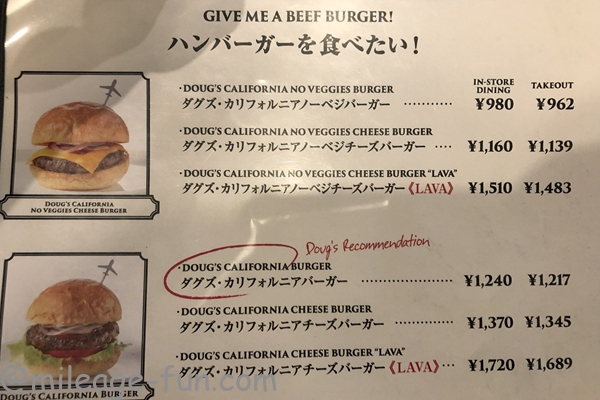 GIVE ME A BEEF BURGER!
ハンバーガーを食べたい!
IN-STORE DINING TAKEOUT
・DOUG'S CALIFORNIA NO VEGGIES BURGER
ダグズ・カリフォルニアノーベジバーガー ………… ¥980 ¥962
・DOUG'S CALIFORNIA NO VEGGIES CHEESE BURGER
ダグズ・カリフォルニアノーベジチーズバーガー ‥‥ ¥1,160 ¥1,139
・DOUG'S CALIFORNIA NO VEGGIES CHEESE BURGER "LAVA"
ダグズ・カリフォルニアノーベジチーズバーガー《LAVA》 ¥1,510 ¥1,483
DOUG'S CALIFORNIA
NO VEGGIES CHEESE BURGER
Doug's Recommendation
・DOUG'S CALIFORNIA BURGER
ダグズ・カリフォルニアバーガー ………………… ¥1,240 ¥1,217
・DOUG'S CALIFORNIA CHEESE BURGER
ダグズ・カリフォルニアチーズバーガー ………… ¥1,370 ¥1,345
・DOUG'S CALIFORNIA CHEESE BURGER "LAVA"
ダグズ・カリフォルニアチーズバーガー《LAVA》… ¥1,720 ¥1,689
©mileage-fun.com
DOUG'S CALIFORNIA BURGER